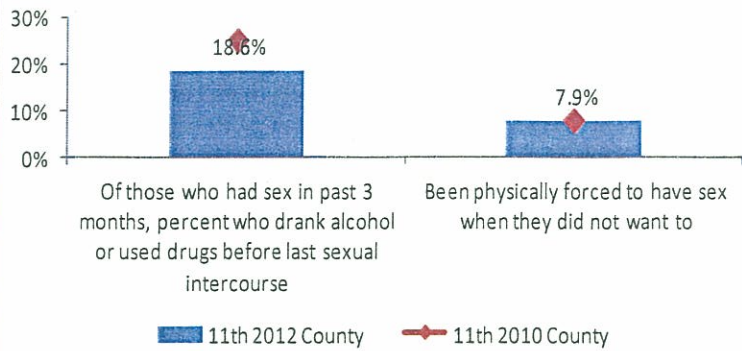 30%
20%
10%
0%
18.6%
7.9%
Of those who had sex in past 3
months, percent who drank alcohol
or used drugs before last sexual
intercourse
Been physically forced to have sex
when they did not want to
11th 2012 County
11th 2010 County